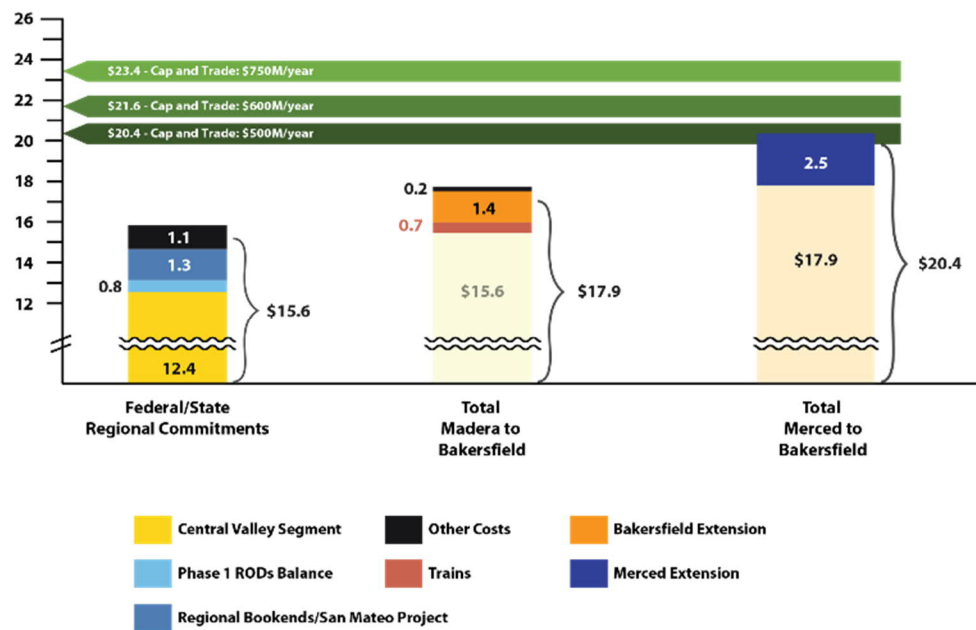 26
24
22
20
18
16
14
12
$23.4 - Cap and Trade: $750M/year
$21.6 - Cap and Trade: $600M/year
$20.4 - Cap and Trade: $500M/year
1.1
1.3
0.8
12.4
$15.6
0.2
1.4
0.7
$15.6
$17.9
2.5
$17.9
$20.4
Federal/State
Regional Commitments
Total
Madera to
Bakersfield
Total
Merced to
Bakersfield
Central Valley Segment
Other Costs
Bakersfield Extension
Phase 1 RODs Balance
Trains
Merced Extension
Regional Bookends/San Mateo Project